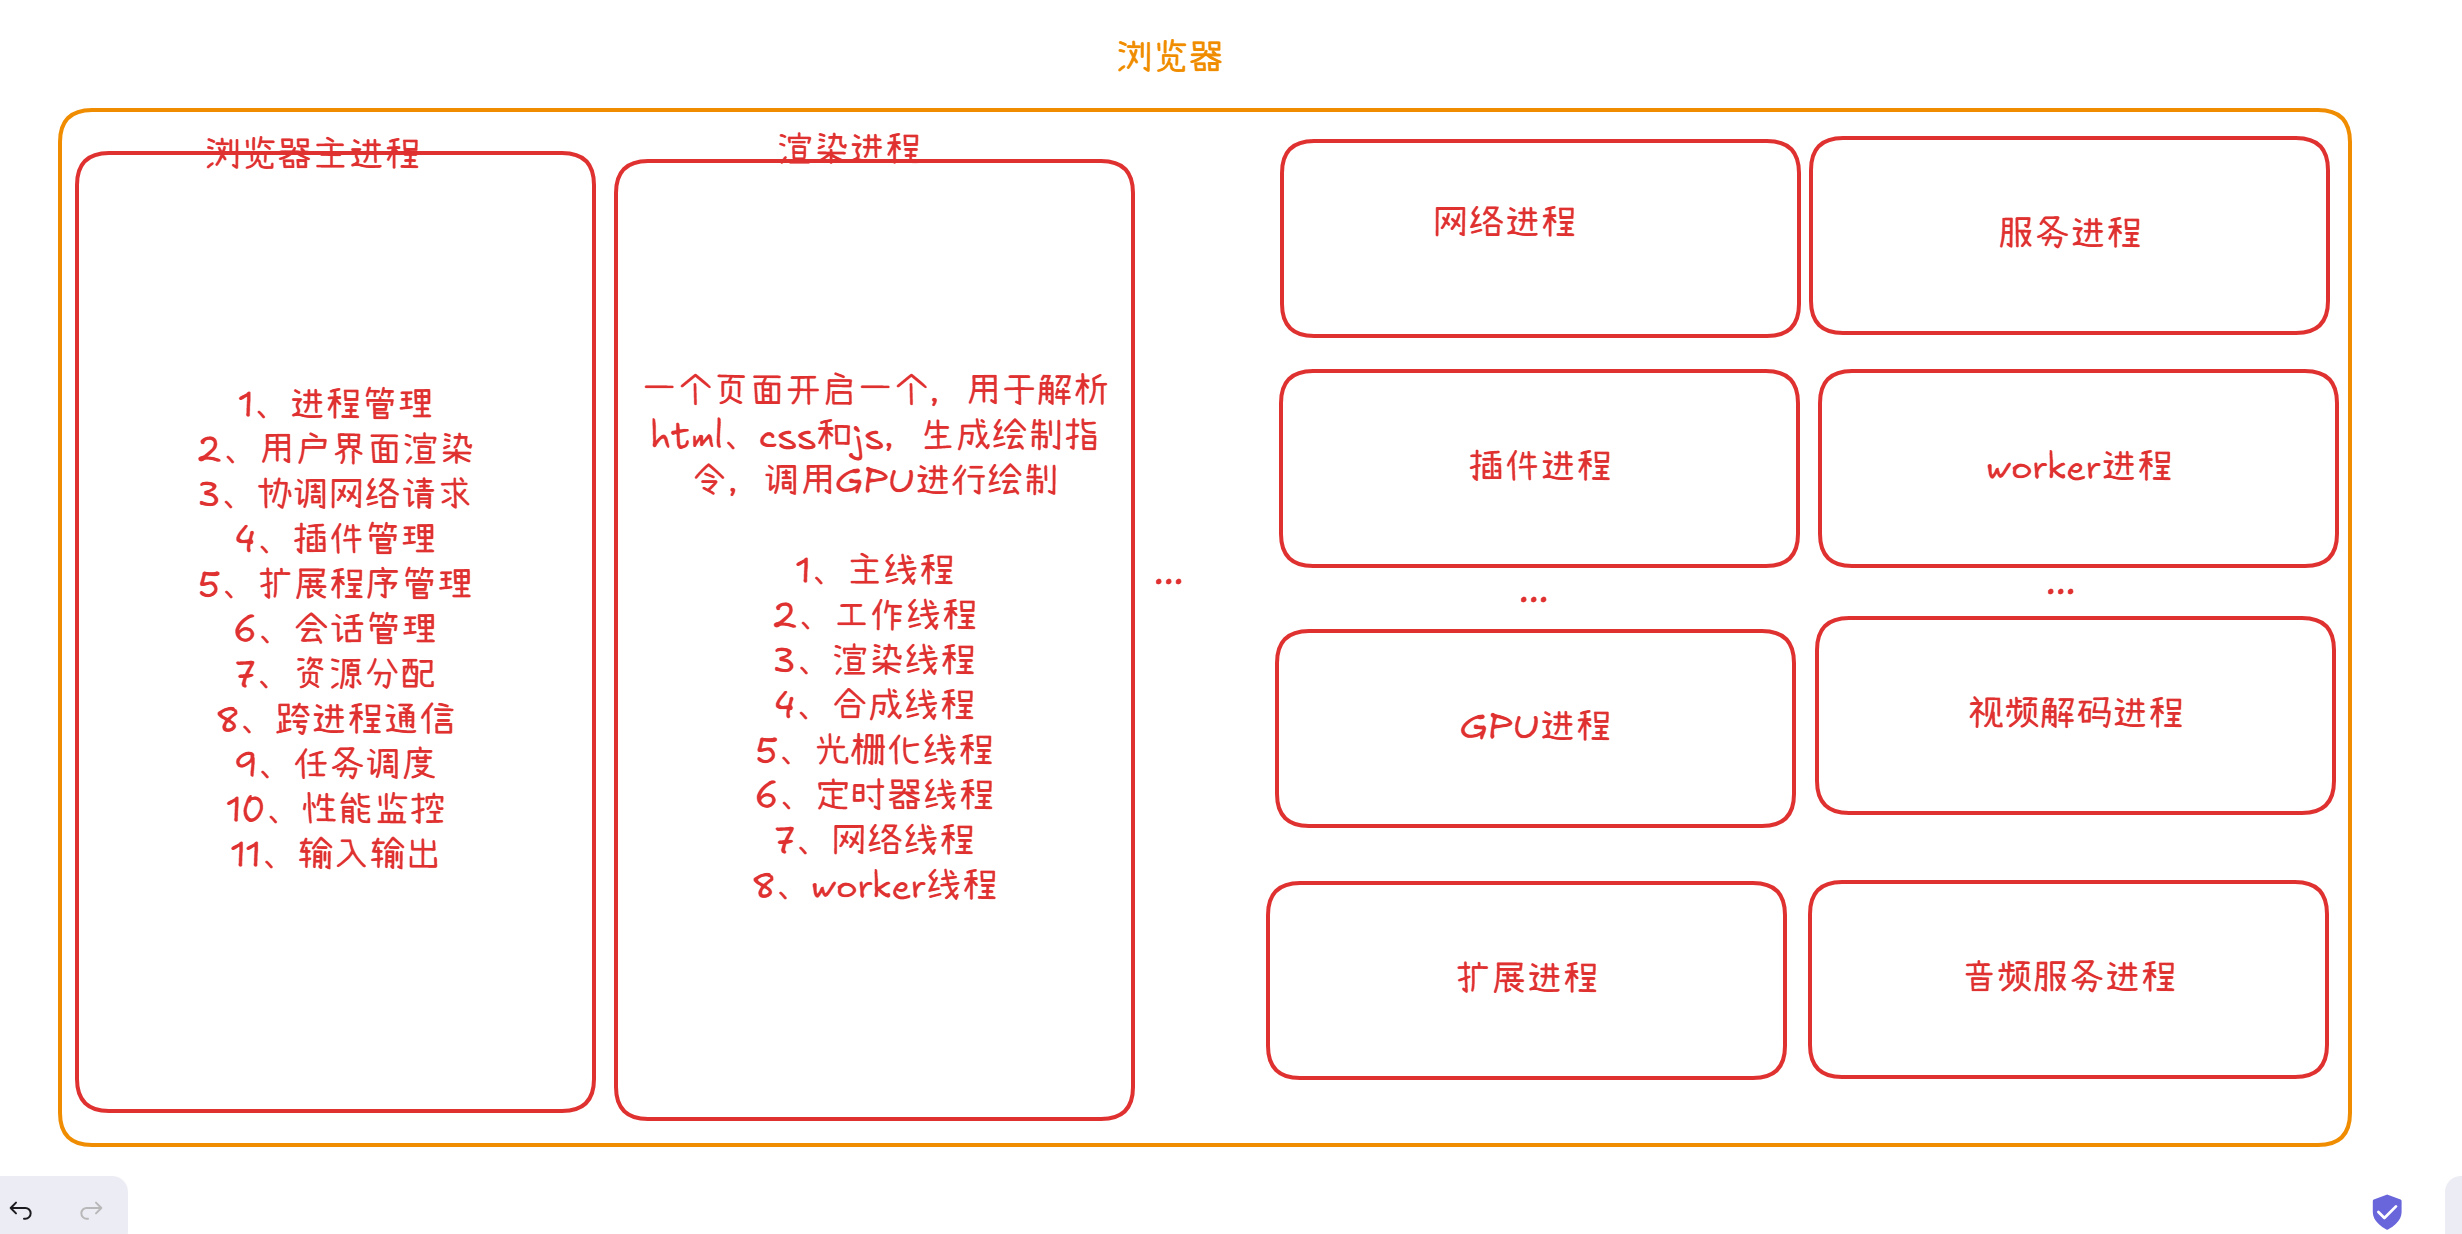 浏览器
浏览器主进程
1、进程管理
2、用户界面渲染
3、协调网络请求
4、插件管理
5、扩展程序管理
6、会话管理
7、资源分配
8、跨进程通信
9、任务调度
10、性能监控
11、输入输出
渲染进程
一个页面开启一个，用于解析
html、css和js，生成绘制指
令，调用GPU进行绘制
1、主线程
2、工作线程
3、渲染线程
4、合成线程
5、光栅化线程
6、定时器线程
7、网络线程
8、worker线程
...
网络进程
服务进程
插件进程
worker进程
...
...
GPU进程
视频解码进程
扩展进程
音频服务进程